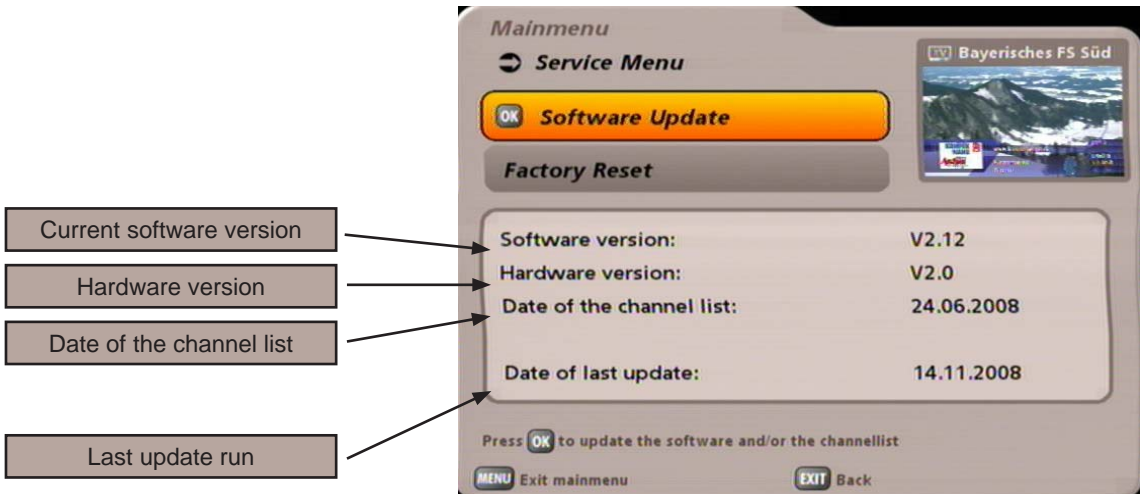 Mainmenu
Service Menu
TV Bayerisches FS Süd
OK Software Update
Factory Reset
Current software version
Hardware version
Date of the channel list
Last update run
Software version: V2.12
Hardware version: V2.0
Date of the channel list: 24.06.2008
Date of last update: 14.11.2008
Press OK to update the software and/or the channellist
MENU Exit mainmenu EXIT Back